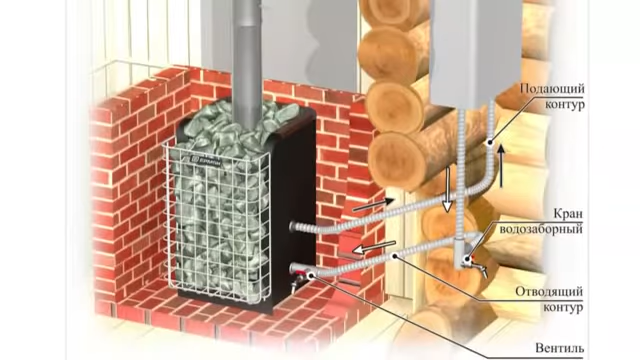 Подающий
контур
Кран
водозаборный
Отводящий
контур
Вентиль